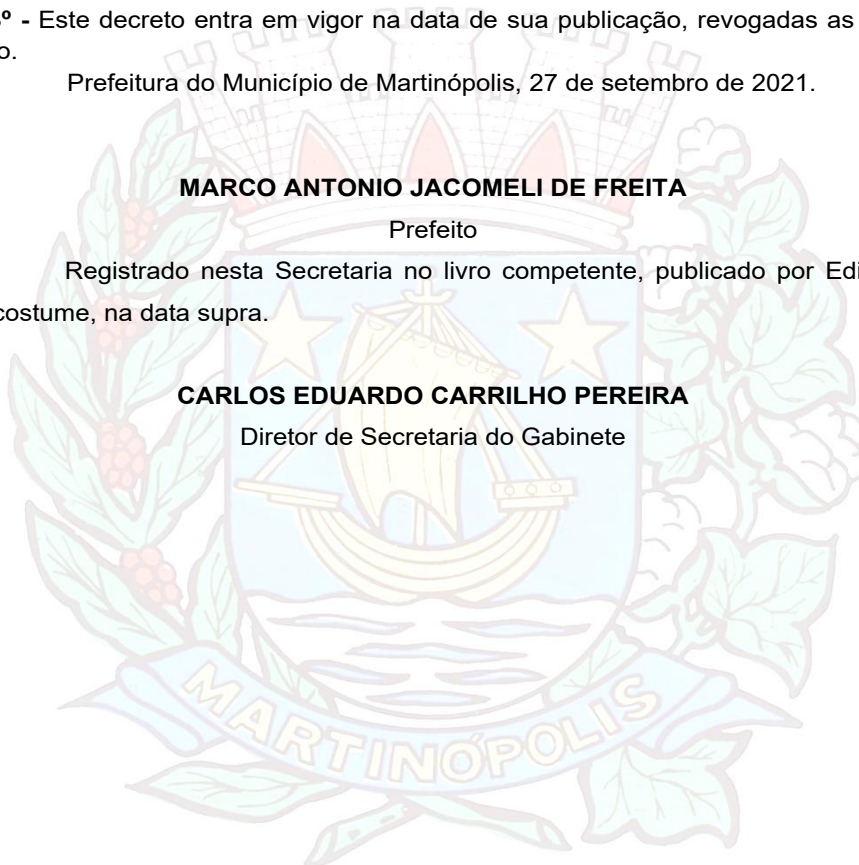 º - Este decreto entra em vigor na data de sua publicação, revogadas as
o.
Prefeitura do Município de Martinópolis, 27 de setembro de 2021.
MARCO ANTONIO JACOMELI DE FREITA
Prefeito
Registrado nesta Secretaria no livro competente, publicado por Edi
costume, na data supra.
CARLOS EDUARDO CARRILHO PEREIRA
Diretor de Secretaria do Gabinete
MARTINÓPOLIS